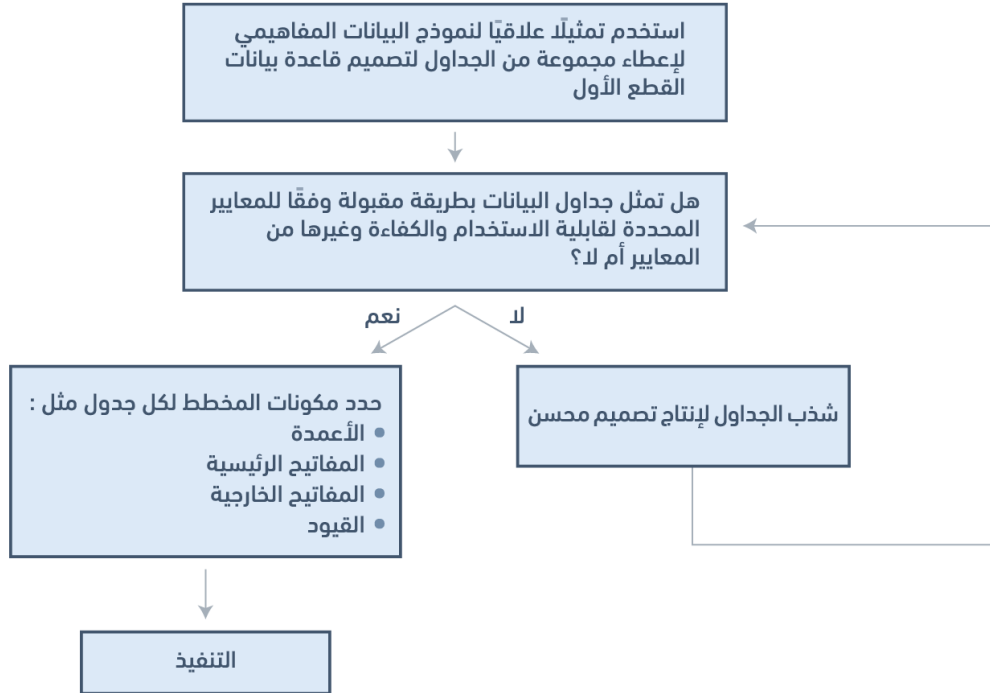 استخدم تمثيلًا علاقيًا لنموذج البيانات المفاهيمي
لإعطاء مجموعة من الجداول لتصميم قاعدة بيانات
القطع الأول
هل تمثل جداول البيانات بطريقة مقبولة وفقًا للمعايير
المحددة لقابلية الاستخدام والكفاءة وغيرها من
المعايير أم لا؟
لا
نعم
شذب الجداول لإنتاج تصميم محسن
حدد مكونات المخطط لكل جدول مثل :
• الأعمدة
• المفاتيح الرئيسية
• المفاتيح الخارجية
• القيود
التنفيذ